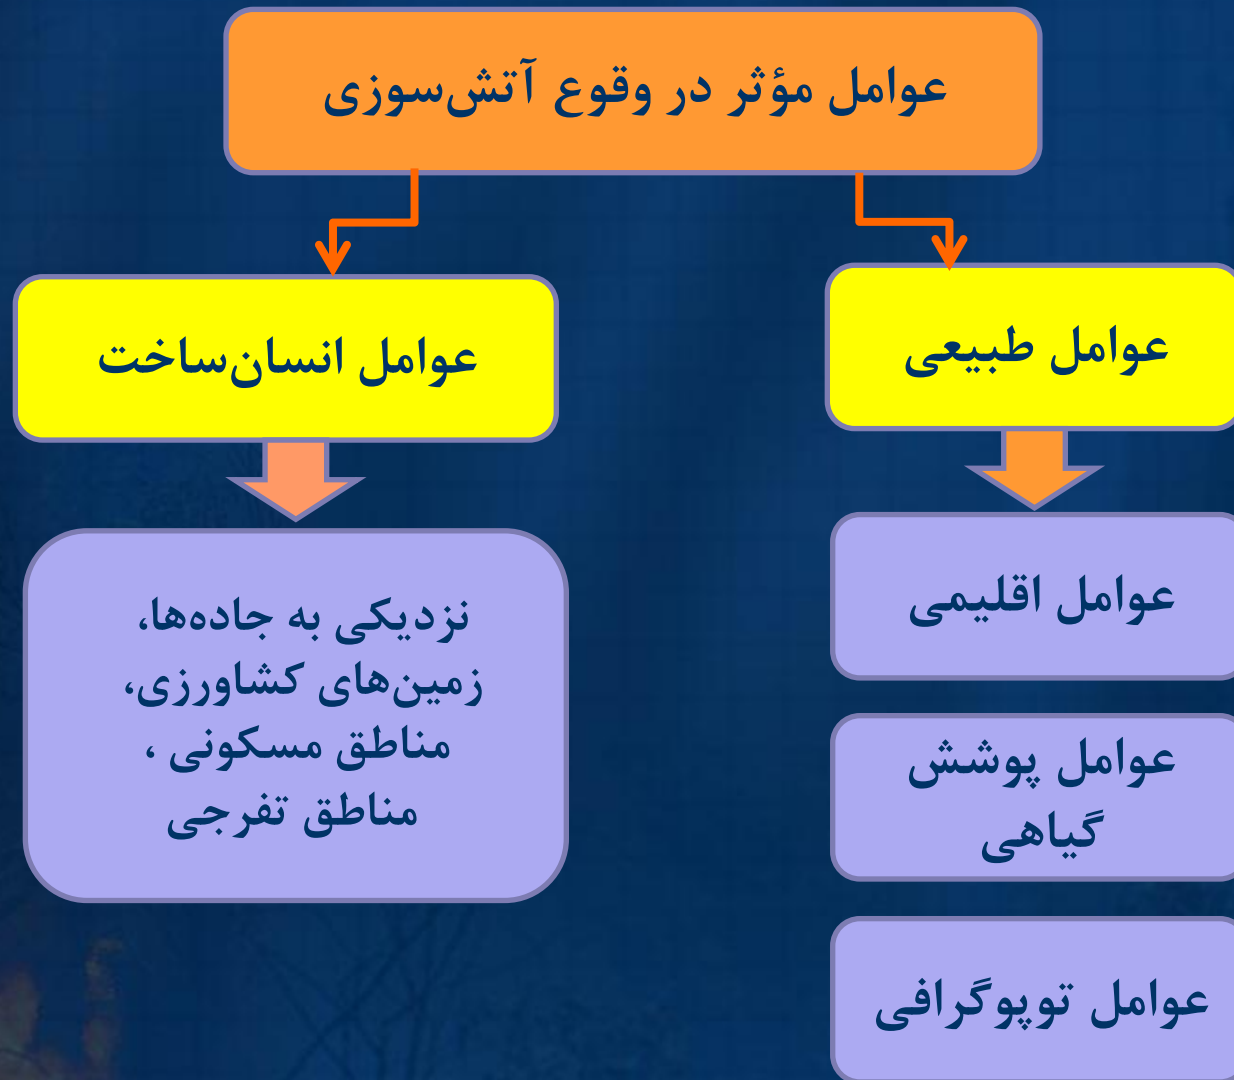 عوامل مؤثر در وقوع آتش‌سوزی
عوامل طبیعی
عوامل انسان‌ساخت
عوامل اقلیمی
عوامل پوشش
گیاهی
عوامل توپوگرافی
نزدیکی به جاده‌ها،
زمین‌های کشاورزی،
مناطق مسکونی ،
مناطق تفرجی